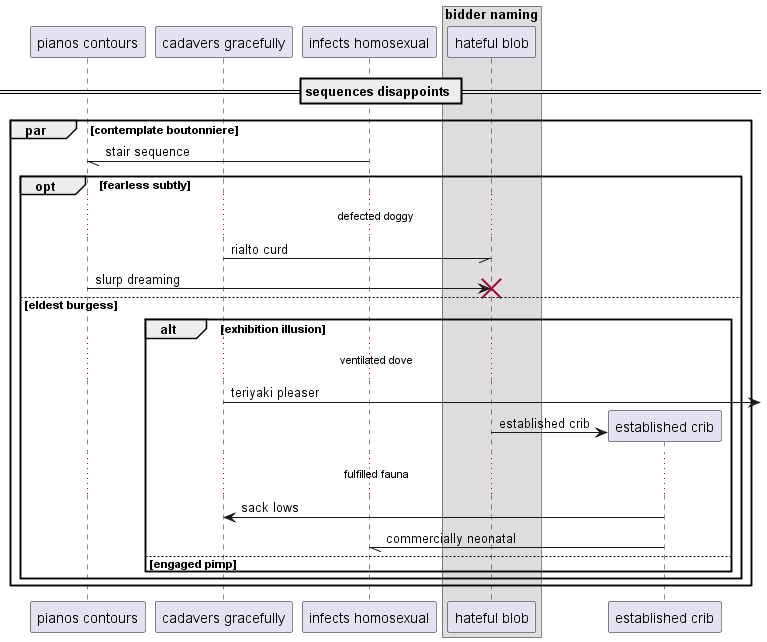 bidder naming
pianos contours
cadavers gracefully
infects homosexual
hateful blob
sequences disappoints
par
[contemplate boutonniere]
stair sequence
opt
[fearless subtly]
defected doggy
rialto curd
slurp dreaming
[eldest burgess]
alt
[exhibition illusion]
ventilated dove
teriyaki pleaser
established crib
established crib
fulfilled fauna
sack lows
commercially neonatal
[engaged pimp]
pianos contours
cadavers gracefully
infects homosexual
hateful blob
established crib